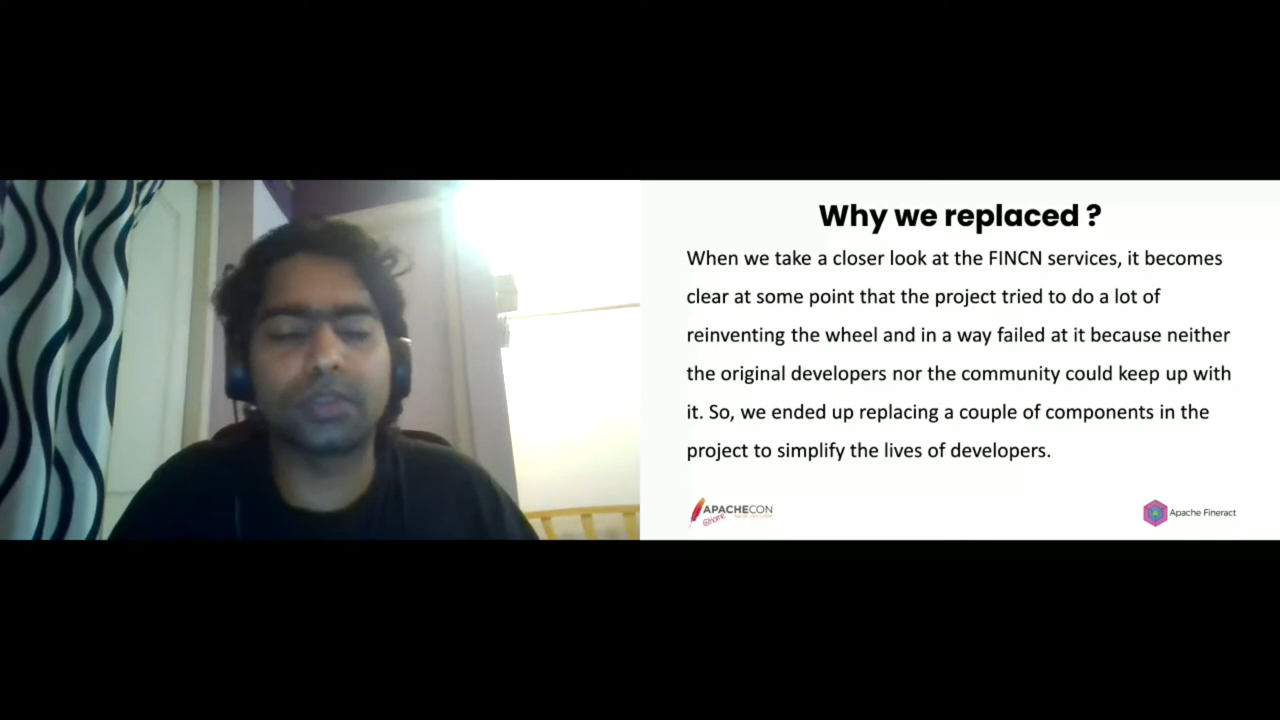 Why we replaced ?
When we take a closer look at the FINCN services, it becomes
clear at some point that the project tried to do a lot of
reinventing the wheel and in a way failed at it because neither
the original developers nor the community could keep up with
it. So, we ended up replacing a couple of components in the
project to simplify the lives of developers.
APACHECON
@Home
Apache Fineract